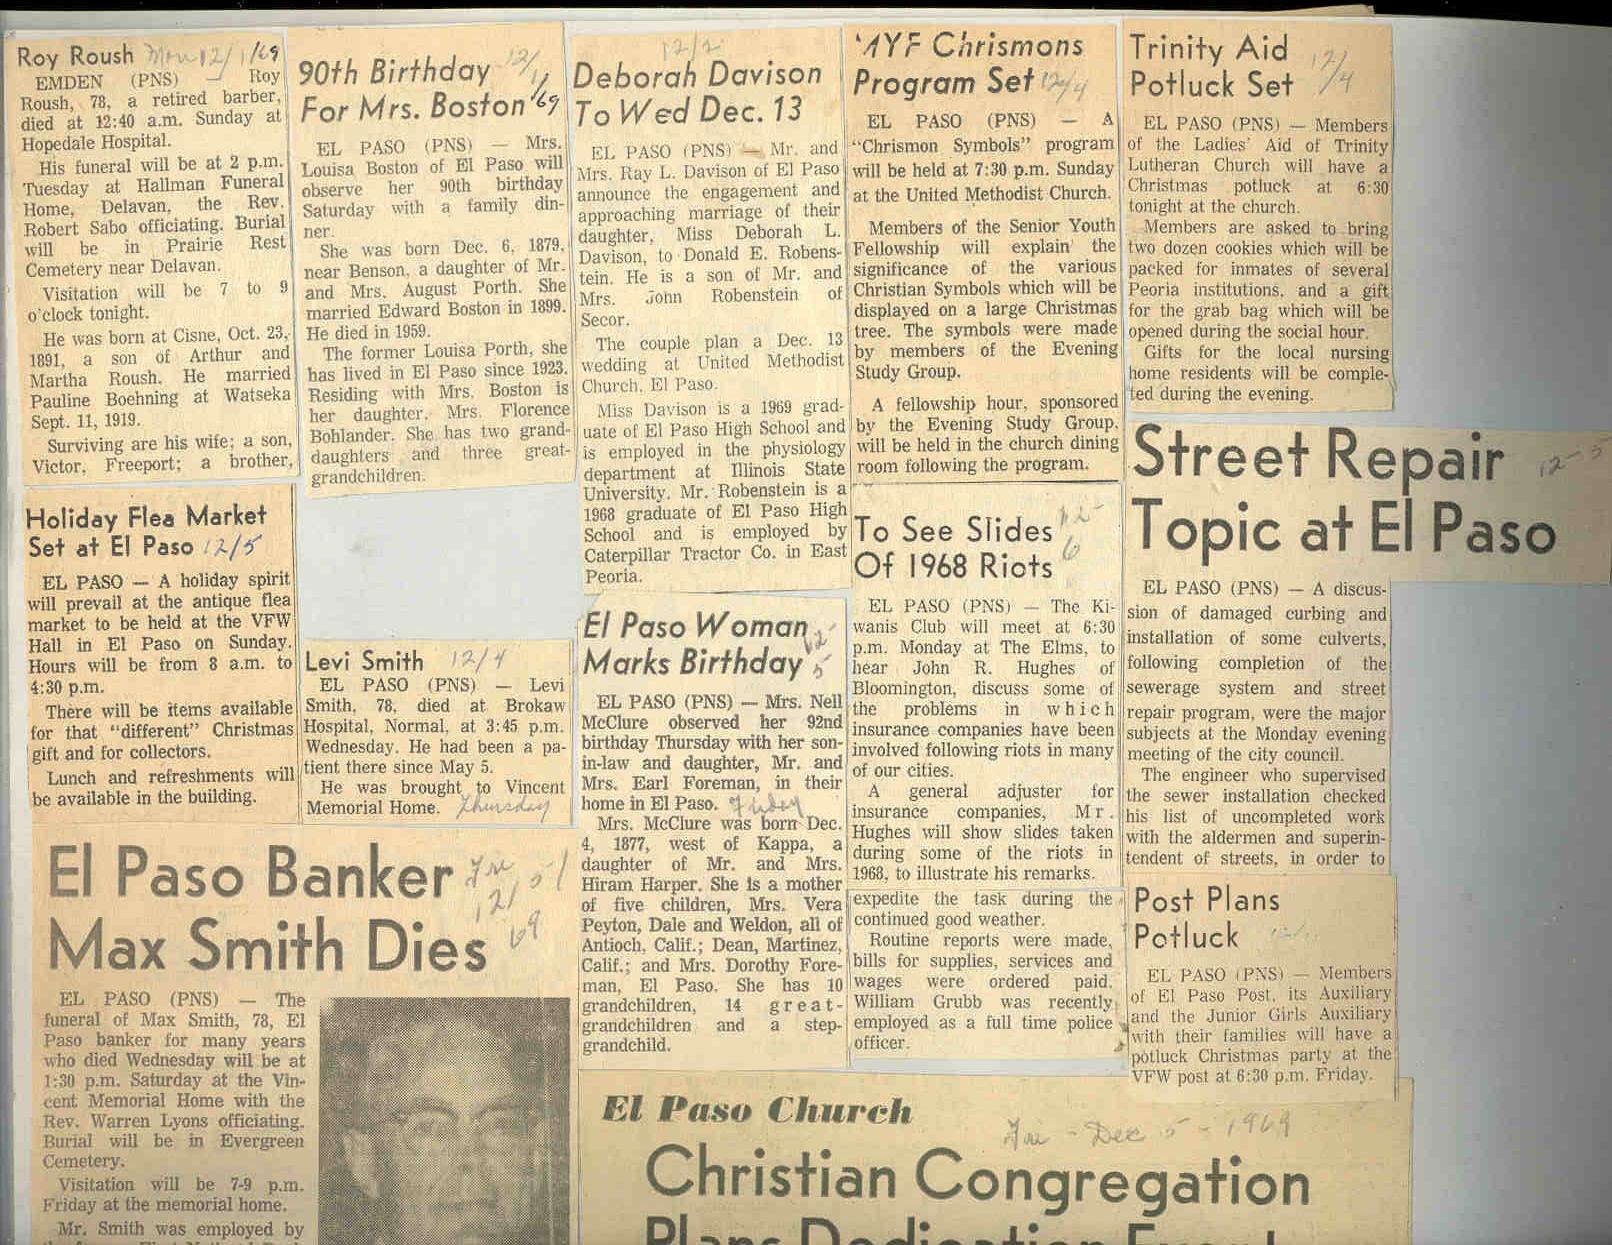 Roy Roush Mon 12/1/69
EMDEN (PNS) — Roy
Roush, 78, a retired barber,
died at 12:40 a.m. Sunday at
Hopedale Hospital.
His funeral will be at 2 p.m.
Tuesday at Hallman Funeral
Home, Delavan, the Rev.
Robert Sabo officiating. Burial
will be in Prairie Rest
Cemetery near Delavan.
Visitation will be 7 to 9
o'clock tonight.
He was born at Cisne, Oct. 23,
1891, a son of Arthur and
Martha Roush. He married
Pauline Boehning at Watseka
Sept. 11, 1919.
Surviving are his wife; a son,
Victor, Freeport; a brother,
Holiday Flea Market
Set at El Paso 12/5
EL PASO — A holiday spirit
will prevail at the antique flea
market to be held at the VFW
Hall in El Paso on Sunday.
Hours will be from 8 a.m. to
4:30 p.m.
There will be items available
for that "different" Christmas
gift and for collectors.
Lunch and refreshments will
be available in the building.
90th Birthday 12/1
For Mrs. Boston '69
EL PASO (PNS) — Mrs.
Louisa Boston of El Paso will
observe her 90th birthday
Saturday with a family din-
ner.
She was born Dec. 6, 1879,
near Benson, a daughter of Mr.
and Mrs. August Porth. She
married Edward Boston in 1899.
He died in 1959.
The former Louisa Porth, she
has lived in El Paso since 1923.
Residing with Mrs. Boston is
her daughter, Mrs. Florence
Bohlander. She has two grand-
daughters and three great-
grandchildren.
Levi Smith 12/4
EL PASO (PNS) — Levi
Smith, 78, died at Brokaw
Hospital, Normal, at 3:45 p.m.
Wednesday. He had been a pa-
tient there since May 5.
He was brought to Vincent
Memorial Home. Thursday
El Paso Banker Fri 12/5/
Max Smith Dies 69
EL PASO (PNS) — The
funeral of Max Smith, 78, El
Paso banker for many years
who died Wednesday will be at
1:30 p.m. Saturday at the Vin-
cent Memorial Home with the
Rev. Warren Lyons officiating.
Burial will be in Evergreen
Cemetery.
Visitation will be 7-9 p.m.
Friday at the memorial home.
Mr. Smith was employed by
12/2
Deborah Davison
To Wed Dec. 13
EL PASO (PNS) — Mr. and
Mrs. Ray L. Davison of El Paso
announce the engagement and
approaching marriage of their
daughter, Miss Deborah L.
Davison, to Donald E. Robens-
tein. He is a son of Mr. and
Mrs. John Robenstein of
Secor.
The couple plan a Dec. 13
wedding at United Methodist
Church, El Paso.
Miss Davison is a 1969 grad-
uate of El Paso High School and
is employed in the physiology
department at Illinois State
University. Mr. Robenstein is a
1968 graduate of El Paso High
School and is employed by
Caterpillar Tractor Co. in East
Peoria.
El Paso Woman 12-
Marks Birthday 5
EL PASO (PNS) — Mrs. Nell
McClure observed her 92nd
birthday Thursday with her son-
in-law and daughter, Mr. and
Mrs. Earl Foreman, in their
home in El Paso. Friday
Mrs. McClure was born Dec.
4, 1877, west of Kappa, a
daughter of Mr. and Mrs.
Hiram Harper. She is a mother
of five children, Mrs. Vera
Peyton, Dale and Weldon, all of
Antioch, Calif.; Dean, Martinez,
Calif.; and Mrs. Dorothy Fore-
man, El Paso. She has 10
grandchildren, 14 great-
grandchildren and a step-
grandchild.
MYF Chrismons
Program Set 12/4
EL PASO (PNS) — A
"Chrismon Symbols" program
will be held at 7:30 p.m. Sunday
at the United Methodist Church.
Members of the Senior Youth
Fellowship will explain the
significance of the various
Christian Symbols which will be
displayed on a large Christmas
tree. The symbols were made
by members of the Evening
Study Group.
A fellowship hour, sponsored
by the Evening Study Group,
will be held in the church dining
room following the program.
To See Slides 12-
Of 1968 Riots 6
EL PASO (PNS) — The Ki-
wanis Club will meet at 6:30
p.m. Monday at The Elms, to
hear John R. Hughes of
Bloomington, discuss some of
the problems in which
insurance companies have been
involved following riots in many
of our cities.
A general adjuster for
insurance companies, Mr.
Hughes will show slides taken
during some of the riots in
1968, to illustrate his remarks.
Trinity Aid 12/
Potluck Set 4
EL PASO (PNS) — Members
of the Ladies' Aid of Trinity
Lutheran Church will have a
Christmas potluck at 6:30
tonight at the church.
Members are asked to bring
two dozen cookies which will be
packed for inmates of several
Peoria institutions, and a gift
for the grab bag which will be
opened during the social hour.
Gifts for the local nursing
home residents will be comple-
ted during the evening.
Street Repair 12-5
Topic at El Paso
EL PASO (PNS) — A discus-
sion of damaged curbing and
installation of some culverts,
following completion of the
sewerage system and street
repair program, were the major
subjects at the Monday evening
meeting of the city council.
The engineer who supervised
the sewer installation checked
his list of uncompleted work
with the aldermen and superin-
tendent of streets, in order to
expedite the task during the
continued good weather.
Routine reports were made,
bills for supplies, services and
wages were ordered paid.
William Grubb was recently
employed as a full time police
officer.
Post Plans
Potluck
EL PASO (PNS) — Members
of El Paso Post, its Auxiliary
and the Junior Girls Auxiliary
with their families will have a
potluck Christmas party at the
VFW post at 6:30 p.m. Friday.
El Paso Church
Fri - Dec 5 - 1969
Christian Congregation
Plans Dedication Event